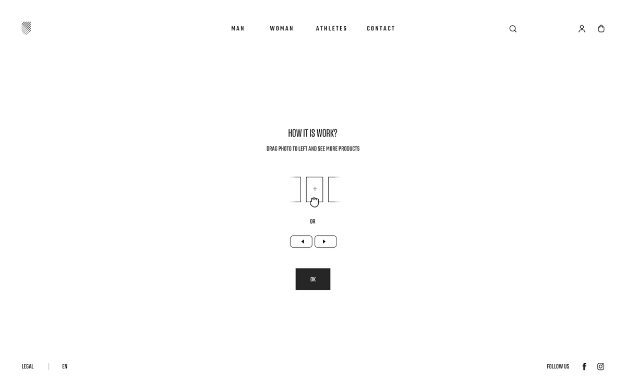 MAN
WOMAN
ATHLETES
CONTACT
HOW IT IS WORK?
DRAG PHOTO TO LEFT AND SEE MORE PRODUCTS
OR
OK
LEGAL
EN
FOLLOW US